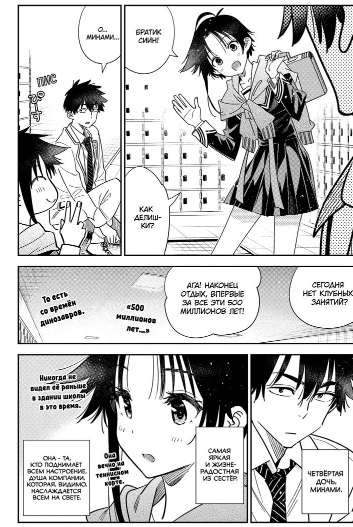 БРАТИК
СИИН!
О...
МИНАМИ...
ПИС
КАК
ДЕЛИШ-
КИ?
СЕГОДНЯ
НЕТ КЛУБНЫХ
ЗАНЯТИЙ?
АГА! НАКОНЕЦ
ОТДЫХ, ВПЕРВЫЕ
ЗА ВСЕ ЭТИ 500
МИЛЛИОНОВ ЛЕТ!
«500
миллионов
лет...»
То есть
со времён
динозавров.
ЧЕТВЁРТАЯ
ДОЧЬ,
МИНАМИ.
САМАЯ
ЯРКАЯ
И ЖИЗНЕ-
РАДОСТНАЯ
ИЗ СЕСТЁР.
Она
вечно на
теннисном
корте.
Никогда не
видел её раньше
в здании школы
в это время.
ОНА - ТА,
КТО ПОДНИМАЕТ
ВСЕМ НАСТРОЕНИЕ,
ДУША КОМПАНИИ,
КОТОРАЯ, ВИДИМО,
НАСЛАЖДАЕТСЯ
ВСЕМ НА СВЕТЕ.